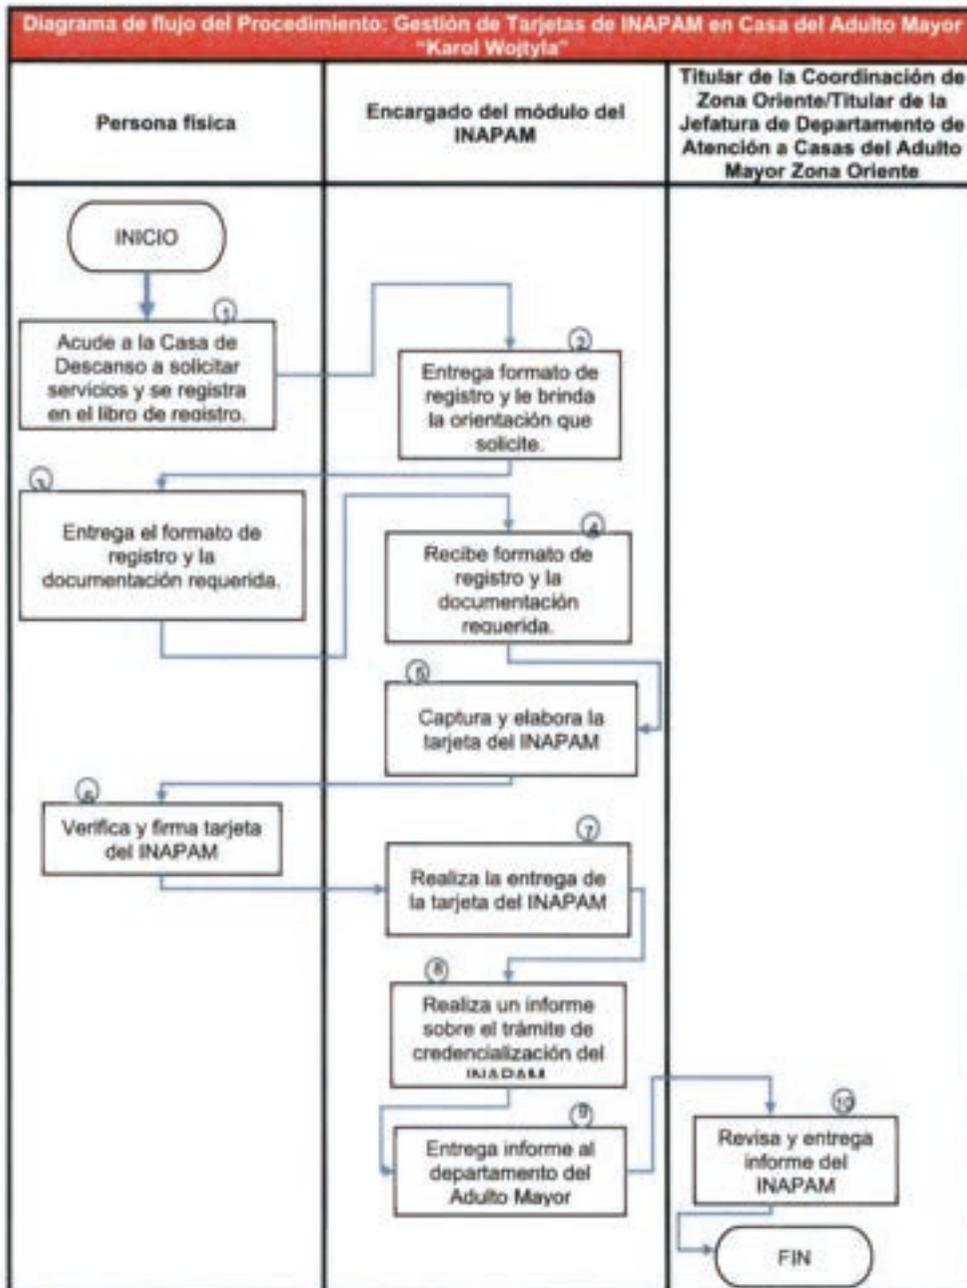 Diagrama de flujo del Procedimiento: Gestión de Tarjetas de INAPAM en Casa del Adulto Mayor
“Karol Wojtyla”
Persona física
Encargado del módulo del
INAPAM
Titular de la Coordinación de
Zona Oriente/Titular de la
Jefatura de Departamento de
Atención a Casas del Adulto
Mayor Zona Oriente
INICIO
1
Acude a la Casa de
Descanso a solicitar
servicios y se registra
en el libro de registro.
2
Entrega formato de
registro y le brinda
la orientación que
solicite.
3
Entrega el formato de
registro y la
documentación requerida.
4
Recibe formato de
registro y la
documentación
requerida.
5
Captura y elabora la
tarjeta del INAPAM
6
Verifica y firma tarjeta
del INAPAM
7
Realiza la entrega de
la tarjeta del INAPAM
8
Realiza un informe
sobre el trámite de
credencialización del
INAPAM
9
Entrega informe al
departamento del
Adulto Mayor
10
Revisa y entrega
informe del
INAPAM
FIN